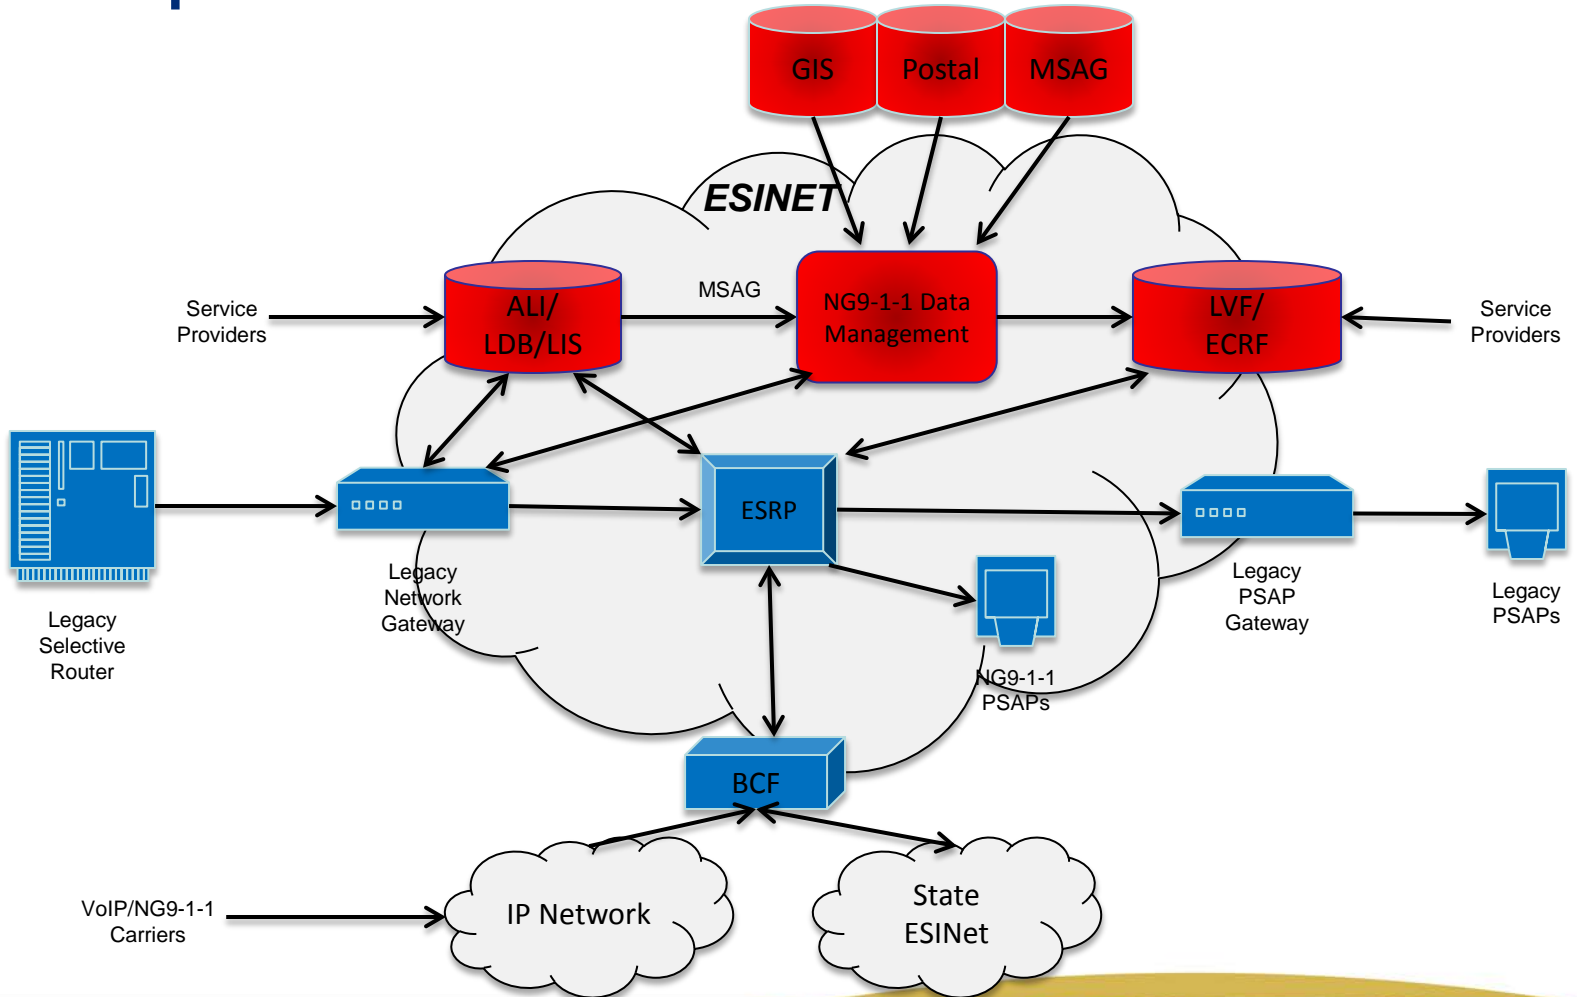 GIS
Postal
MSAG
ESINET
Service
Providers
ALI/
LDB/LIS
MSAG
NG9-1-1 Data
Management
LVF/
ECRF
Service
Providers
ESRP
Legacy
Selective
Router
Legacy
Network
Gateway
NG9-1-1
PSAPs
Legacy
PSAP
Gateway
Legacy
PSAPs
BCF
VoIP/NG9-1-1
Carriers
IP Network
State
ESINet